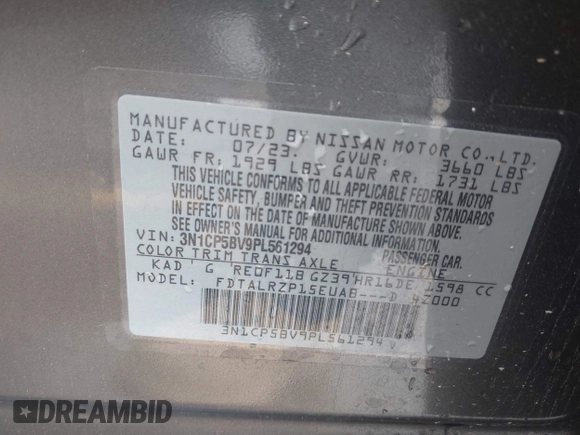 MANUFACTURED BY NISSAN MOTOR CO.,LTD.
DATE: 07/23. GVWR: 3660 LBS
GAWR FR: 1929 LBS GAWR RR: 1731 LBS
THIS VEHICLE CONFORMS TO ALL APPLICABLE FEDERAL MOTOR
VEHICLE SAFETY, BUMPER AND THEFT PREVENTION STANDARDS
IN EFFECT ON THE DATE OF MANUFACTURE SHOWN ABOVE.
SEE OWNER'S MANUAL FOR ADDITIONAL INFORMATION.
VIN: 3N1CP5BV9PL561294 PASSENGER CAR.
COLOR TRIM TRANS AXLE ENGINE
KAD G RE0F11B GZ39 HR16DE 1598 CC
MODEL FDTALRZP15EUAB---D 4Z000
3N1CP5BV9PL561294
DREAMBID